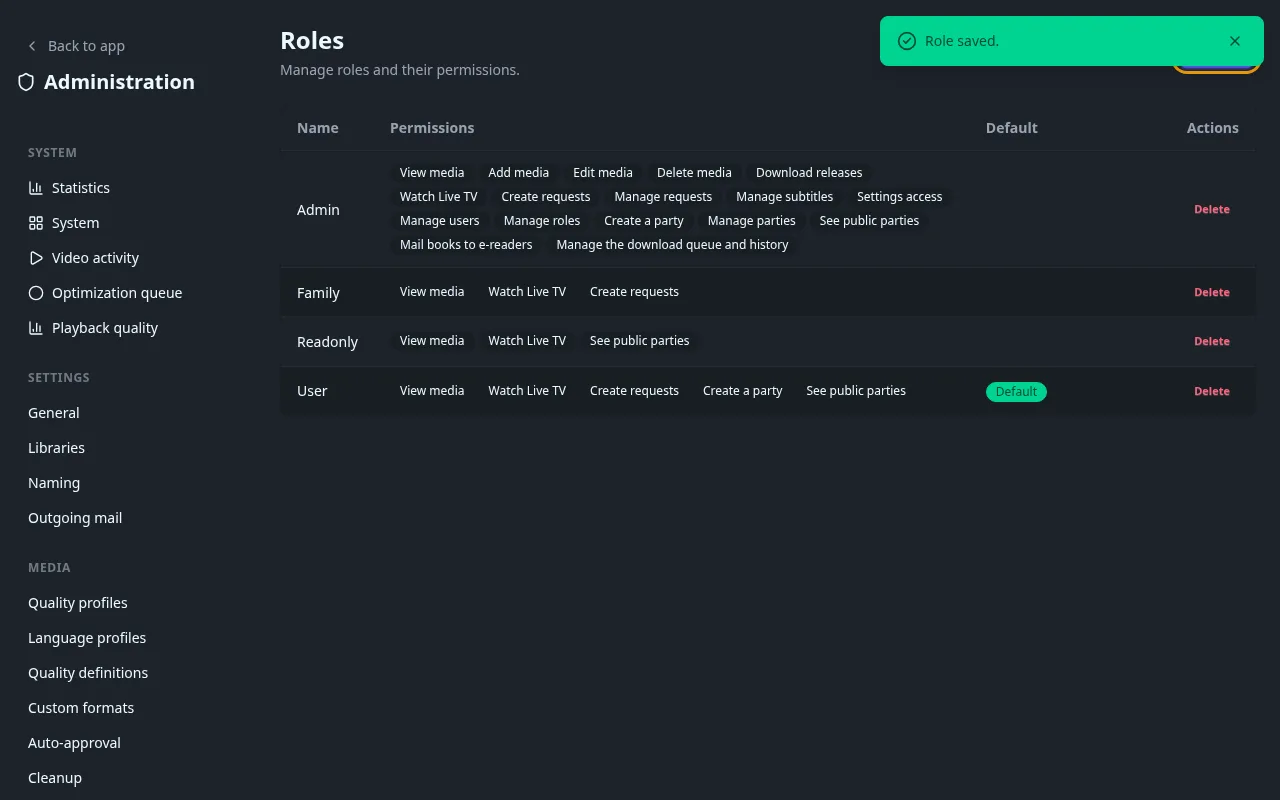 Back to app
Administration
SYSTEM
Statistics
System
Video activity
Optimization queue
Playback quality
SETTINGS
General
Libraries
Naming
Outgoing mail
MEDIA
Quality profiles
Language profiles
Quality definitions
Custom formats
Auto-approval
Cleanup
Roles
Manage roles and their permissions.
Role saved.
Name Permissions Default Actions
Admin
View media Add media Edit media Delete media Download releases
Watch Live TV Create requests Manage requests Manage subtitles Settings access
Manage users Manage roles Create a party Manage parties See public parties
Mail books to e-readers Manage the download queue and history
Delete
Family View media Watch Live TV Create requests Delete
Readonly View media Watch Live TV See public parties Delete
User View media Watch Live TV Create requests Create a party See public parties Default Delete